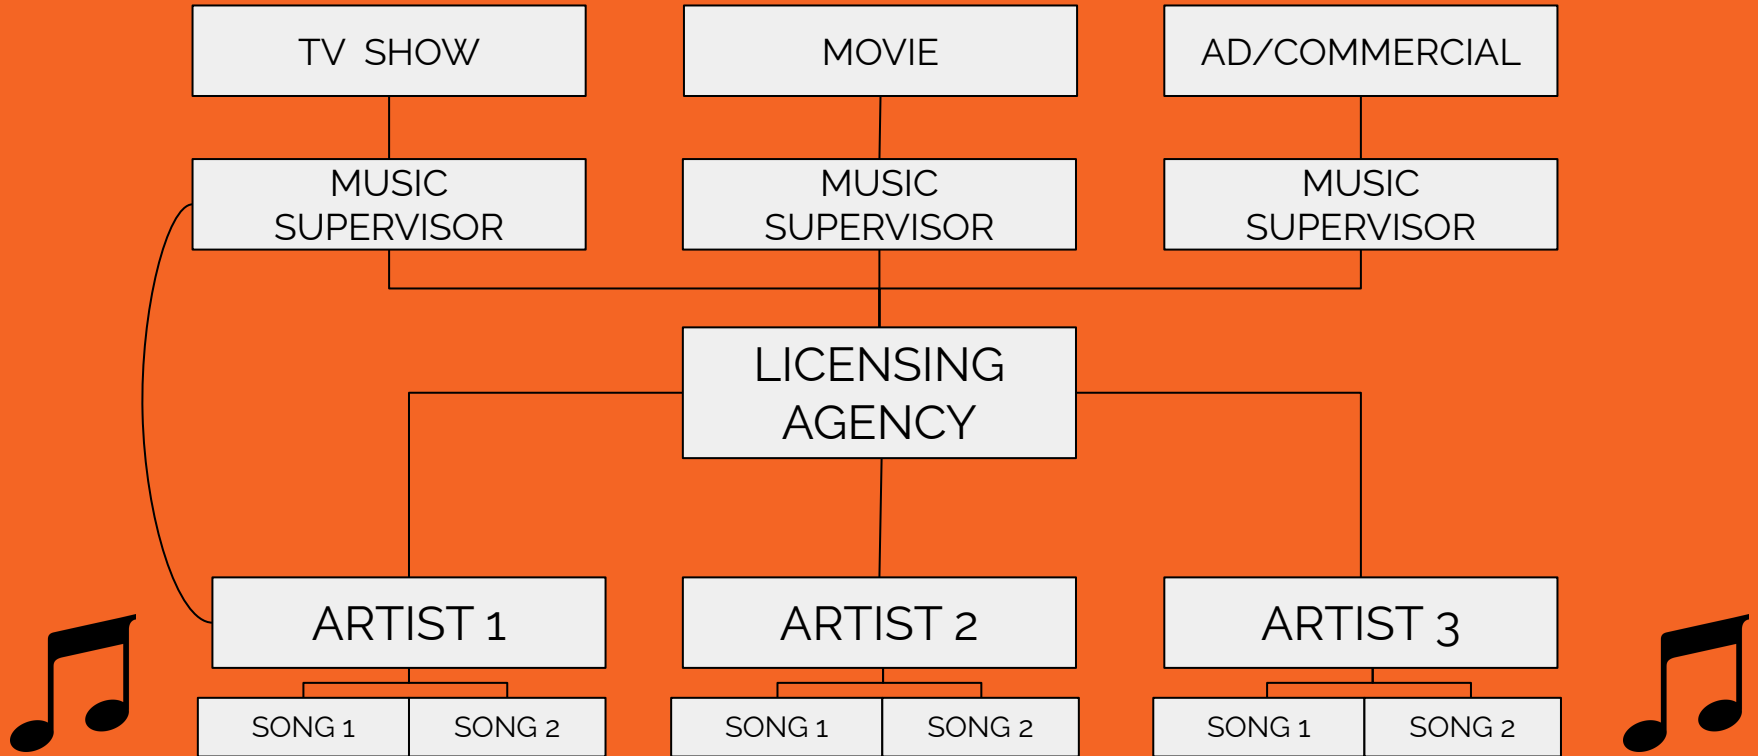 TV SHOW
MOVIE
AD/COMMERCIAL
MUSIC
SUPERVISOR
MUSIC
SUPERVISOR
MUSIC
SUPERVISOR
LICENSING
AGENCY
ARTIST 1
ARTIST 2
ARTIST 3
SONG 1
SONG 2
SONG 1
SONG 2
SONG 1
SONG 2